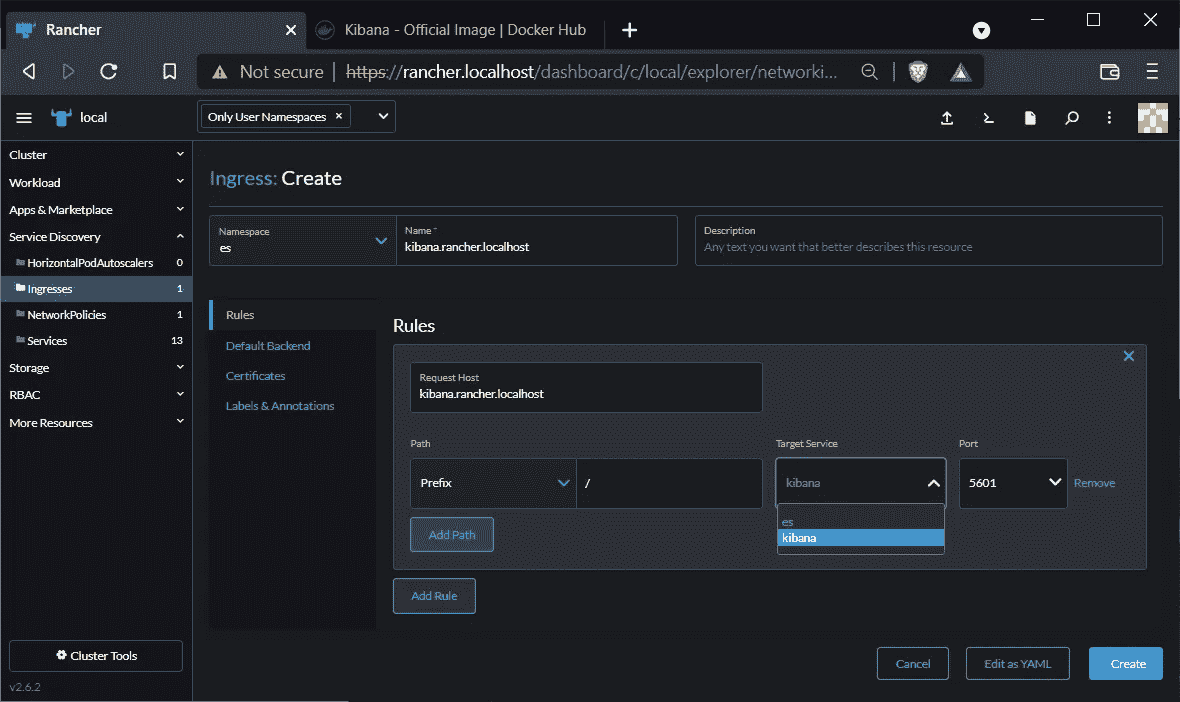 Rancher
Kibana - Official Image | Docker Hub
Not secure
https://rancher.localhost/dashboard/c/local/explorer/networki...
local
Only User Namespaces
Cluster
Workload
Apps & Marketplace
Service Discovery
HorizontalPodAutoscalers 0
Ingresses 1
NetworkPolicies 1
Services 13
Storage
RBAC
More Resources
Cluster Tools
v2.6.2
Ingress: Create
Namespace
es
Name *
kibana.rancher.localhost
Description
Any text you want that better describes this resource
Rules
Default Backend
Certificates
Labels & Annotations
Rules
Request Host
kibana.rancher.localhost
Path
Target Service
Port
Prefix
/
kibana
5601
Remove
es
kibana
Add Path
Add Rule
Cancel
Edit as YAML
Create